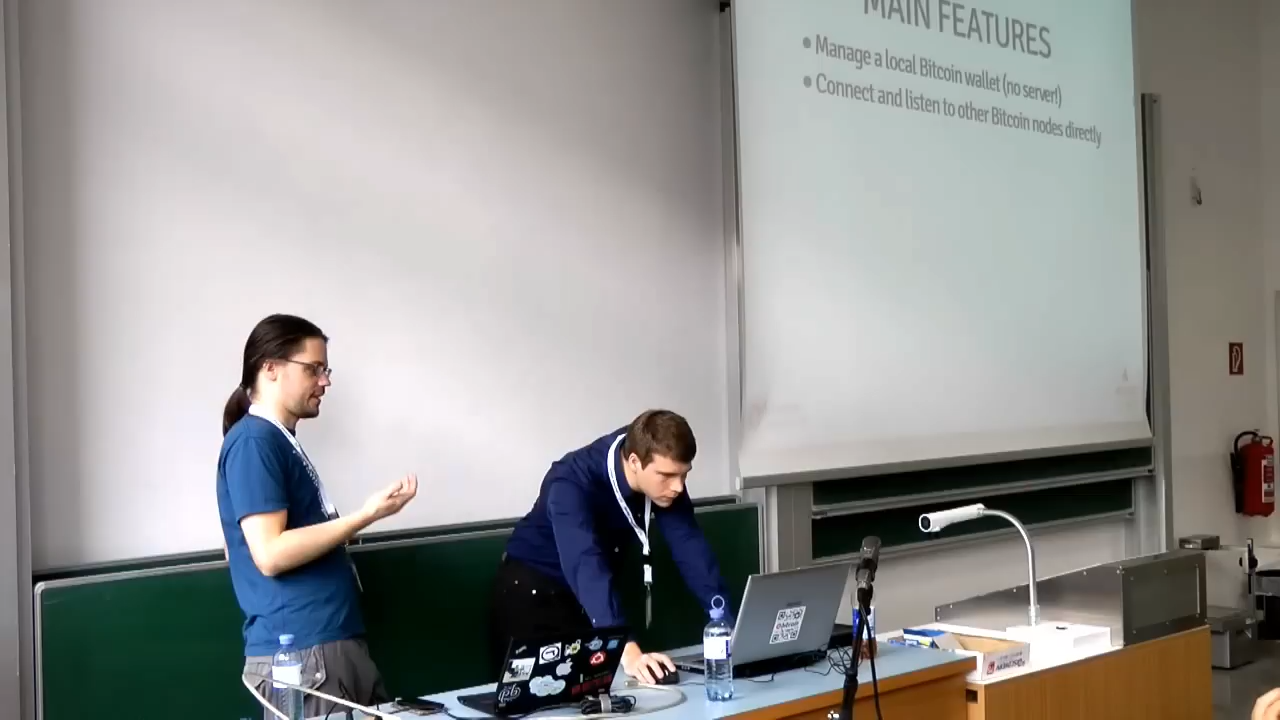 MAIN FEATURES
• Manage a local Bitcoin wallet (no server!)
• Connect and listen to other Bitcoin nodes directly